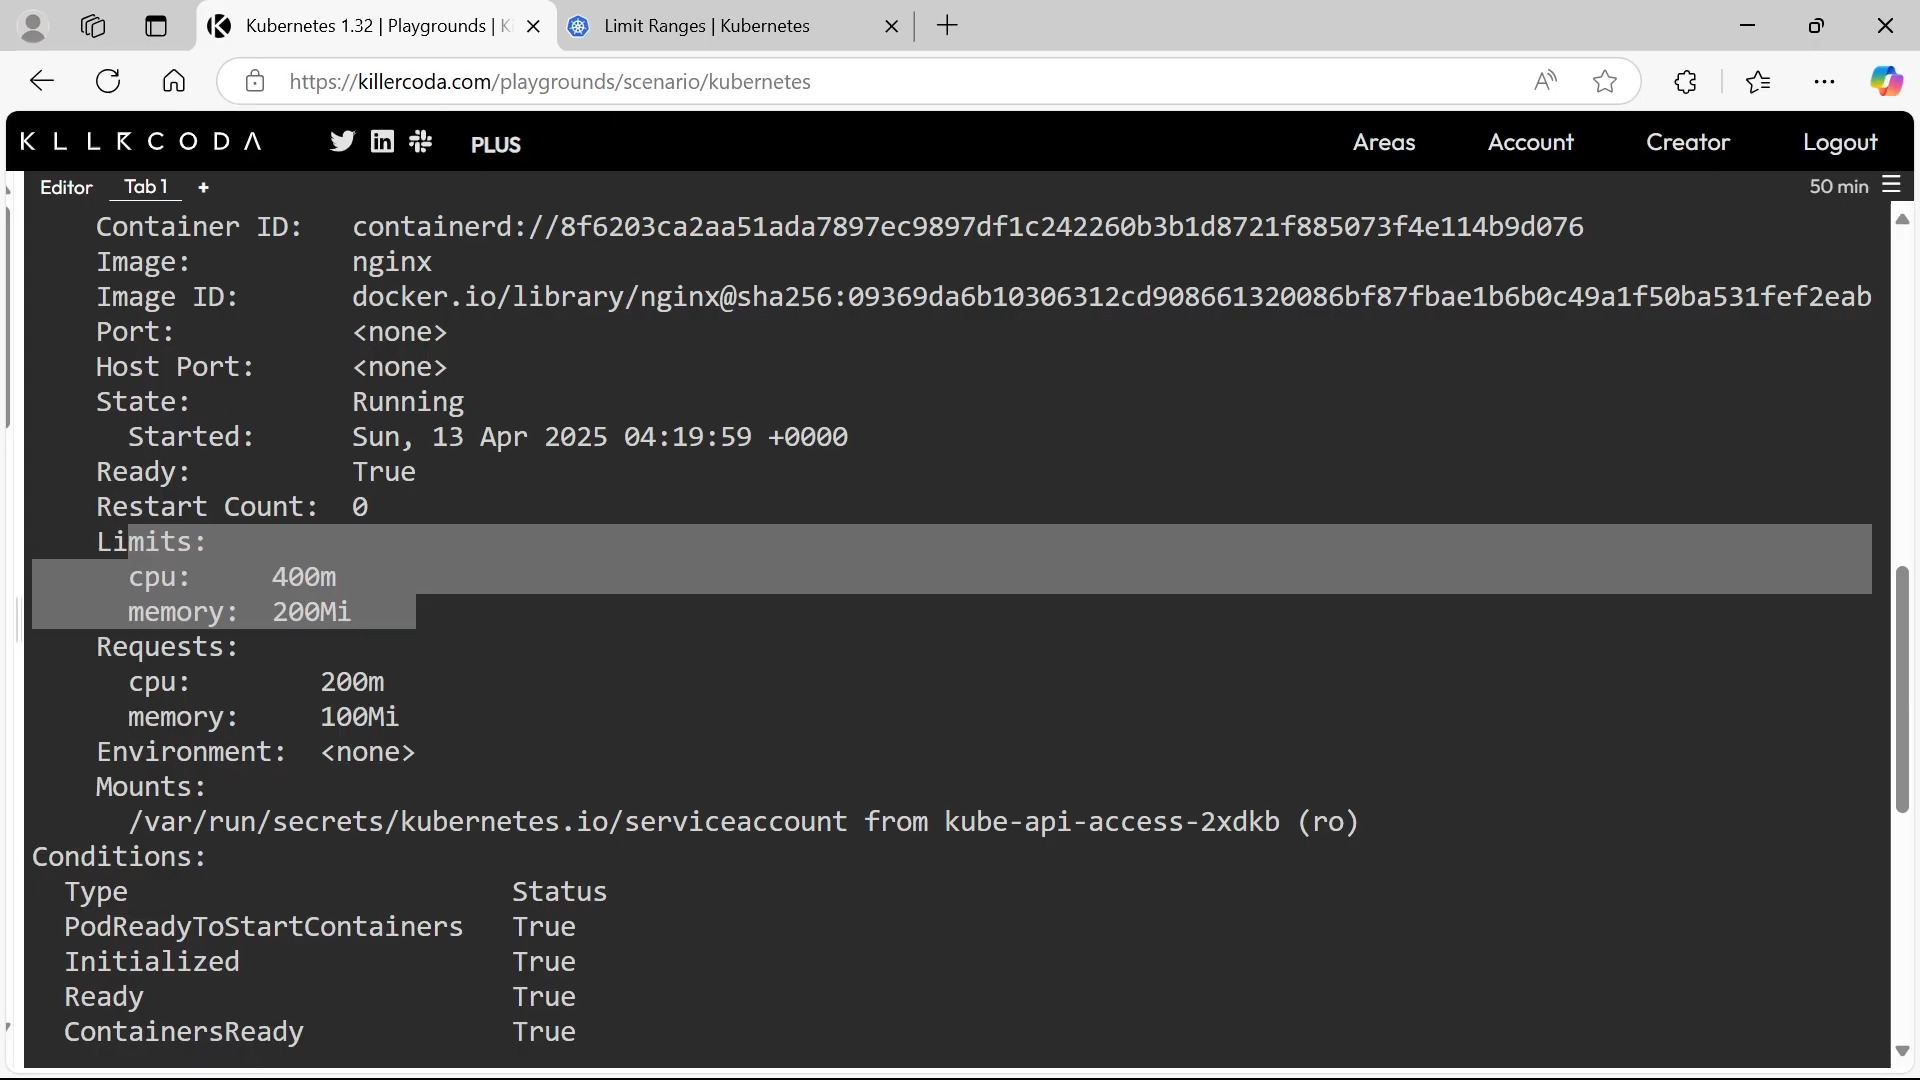 Kubernetes 1.32 | Playgrounds | Ki
Limit Ranges | Kubernetes
https://killercoda.com/playgrounds/scenario/kubernetes
KLLRCODA
PLUS
Areas
Account
Creator
Logout
Editor
Tab 1
+
50 min
Container ID: containerd://8f6203ca2aa51ada7897ec9897df1c242260b3b1d8721f885073f4e114b9d076
Image: nginx
Image ID: docker.io/library/nginx@sha256:09369da6b10306312cd908661320086bf87fbae1b6b0c49a1f50ba531fef2eab
Port: <none>
Host Port: <none>
State: Running
Started: Sun, 13 Apr 2025 04:19:59 +0000
Ready: True
Restart Count: 0
Limits:
cpu: 400m
memory: 200Mi
Requests:
cpu: 200m
memory: 100Mi
Environment: <none>
Mounts:
/var/run/secrets/kubernetes.io/serviceaccount from kube-api-access-2xdkb (ro)
Conditions:
Type Status
PodReadyToStartContainers True
Initialized True
Ready True
ContainersReady True